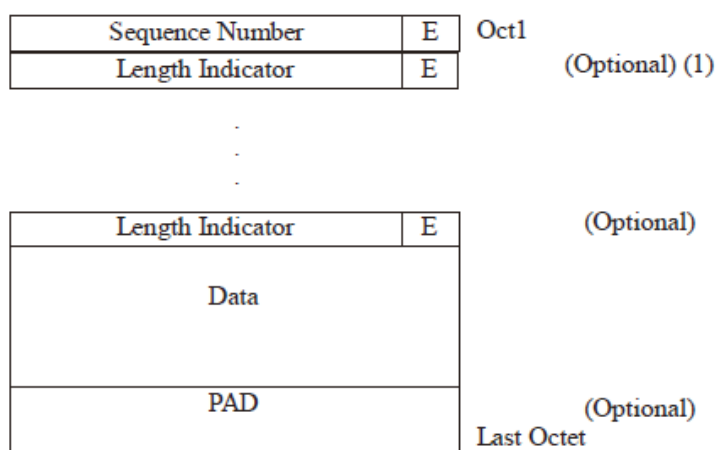 Sequence Number E Oct1
Length Indicator E (Optional) (1)
.
.
.
Length Indicator E (Optional)
Data
PAD (Optional)
Last Octet